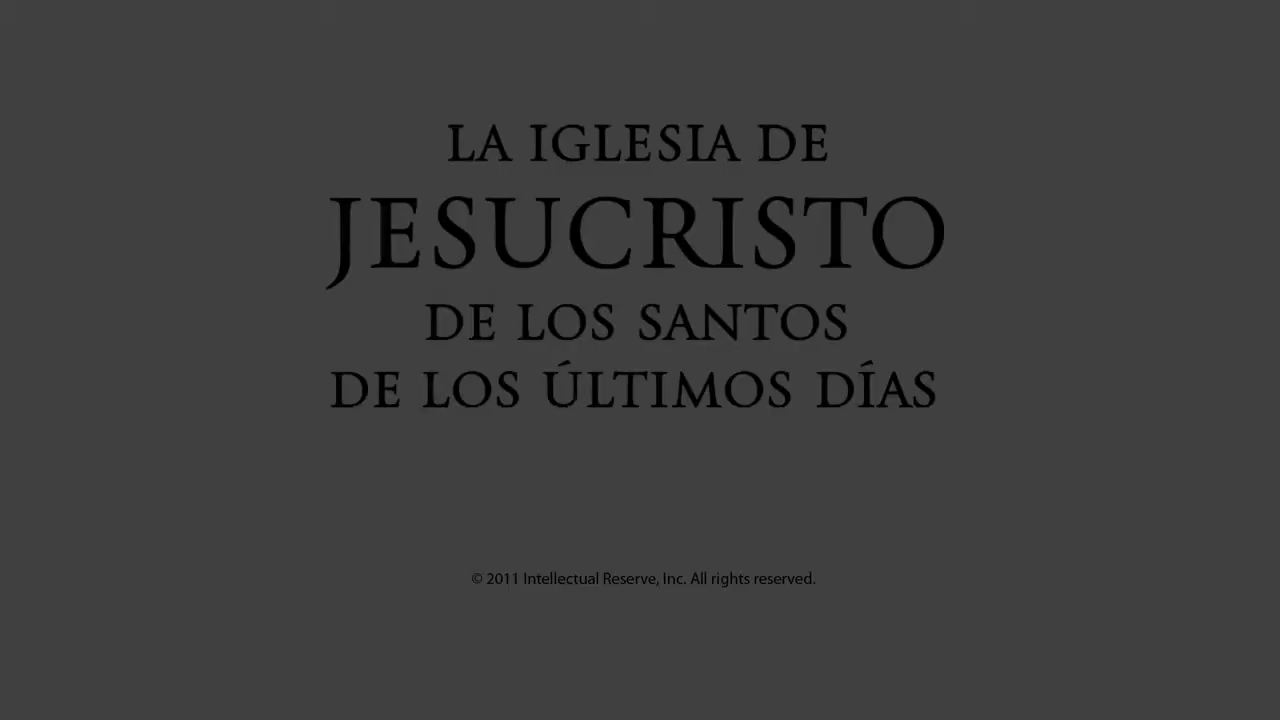 LA IGLESIA DE
JESUCRISTO
DE LOS SANTOS
DE LOS ÚLTIMOS DÍAS
© 2011 Intellectual Reserve, Inc. All rights reserved.